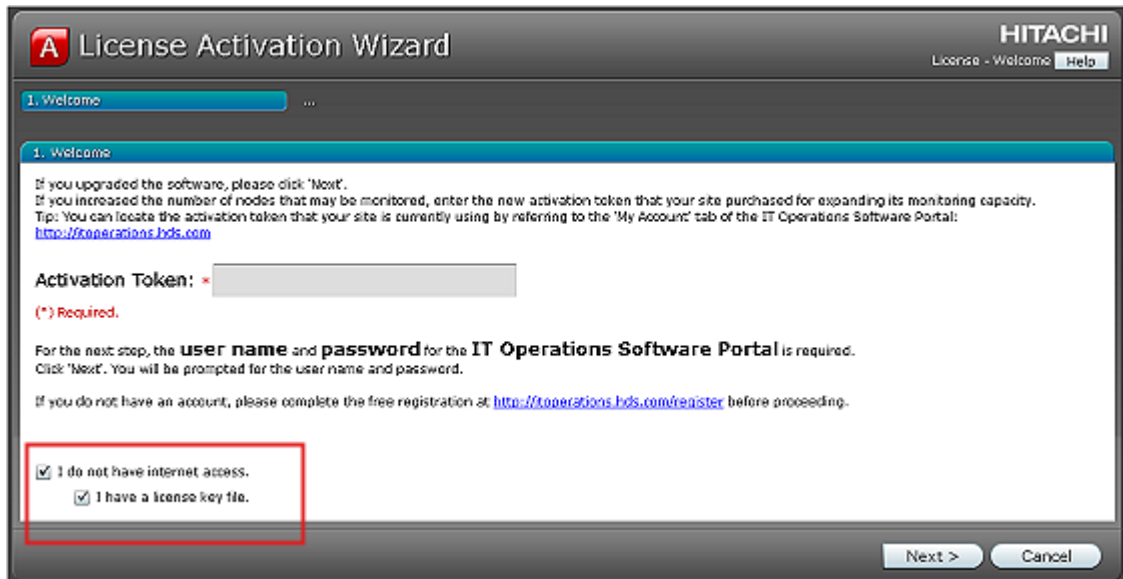 A License Activation Wizard
HITACHI
License - Welcome Help
1. Welcome ...
1. Welcome
If you upgraded the software, please click 'Next'.
If you increased the number of nodes that may be monitored, enter the new activation token that your site purchased for expanding its monitoring capacity.
Tip: You can locate the activation token that your site is currently using by referring to the 'My Account' tab of the IT Operations Software Portal:
http://itoperations.hds.com
Activation Token: *
(*) Required.
For the next step, the user name and password for the IT Operations Software Portal is required.
Click 'Next'. You will be prompted for the user name and password.
If you do not have an account, please complete the free registration at http://itoperations.hds.com/register before proceeding.
I do not have internet access.
I have a license key file.
Next > Cancel